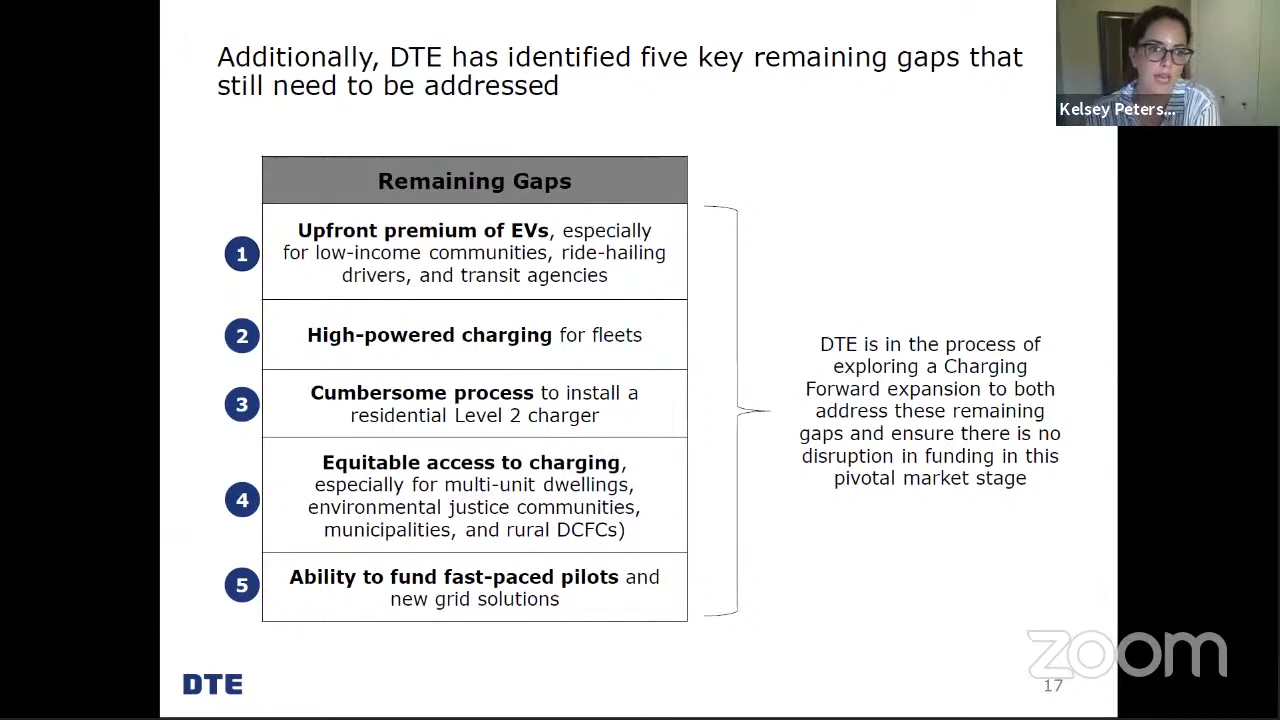 Additionally, DTE has identified five key remaining gaps that
still need to be addressed
Kelsey Peters...
Remaining Gaps
1
Upfront premium of EVs, especially
for low-income communities, ride-hailing
drivers, and transit agencies
2
High-powered charging for fleets
3
Cumbersome process to install a
residential Level 2 charger
4
Equitable access to charging,
especially for multi-unit dwellings,
environmental justice communities,
municipalities, and rural DCFCs)
5
Ability to fund fast-paced pilots and
new grid solutions
DTE is in the process of
exploring a Charging
Forward expansion to both
address these remaining
gaps and ensure there is no
disruption in funding in this
pivotal market stage
DTE
zoom
17